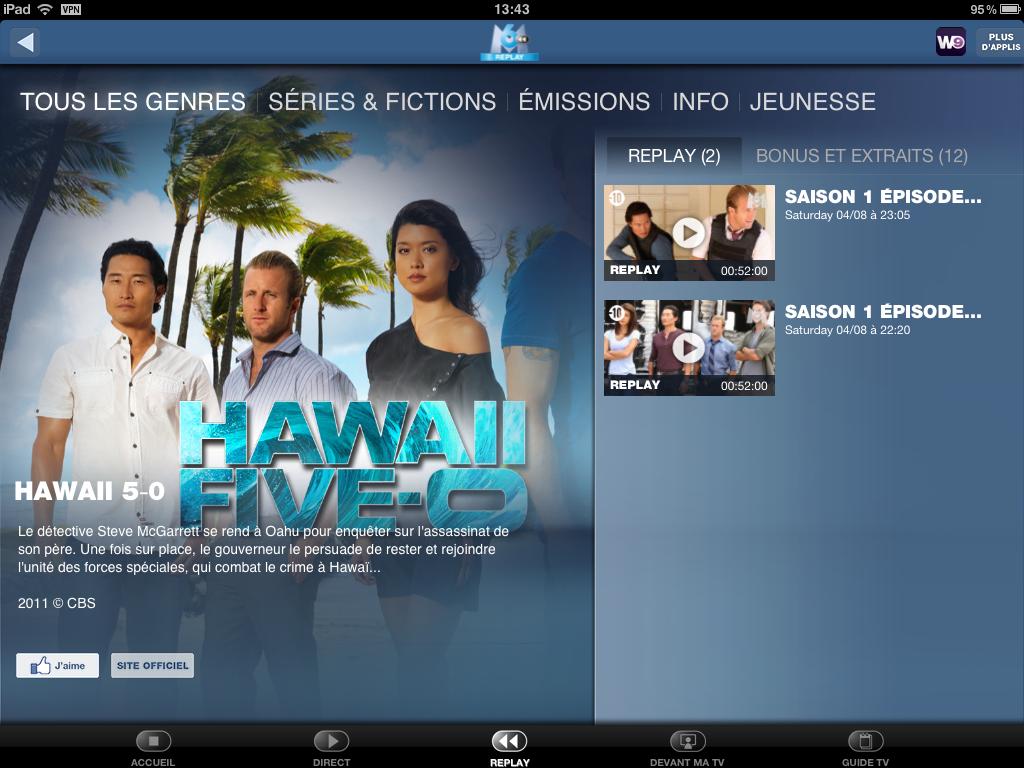 iPad VPN 13:43 95 %
M6 REPLAY
W9
PLUS
D'APPLIS
TOUS LES GENRES SÉRIES & FICTIONS ÉMISSIONS INFO JEUNESSE
REPLAY (2) BONUS ET EXTRAITS (12)
-10
REPLAY 00:52:00
SAISON 1 ÉPISODE...
Saturday 04/08 à 23:05
-10
REPLAY 00:52:00
SAISON 1 ÉPISODE...
Saturday 04/08 à 22:20
HAWAII
FIVE-O
HAWAII 5-0
Le détective Steve McGarrett se rend à Oahu pour enquêter sur l'assassinat de
son père. Une fois sur place, le gouverneur le persuade de rester et rejoindre
l'unité des forces spéciales, qui combat le crime à Hawaï...
2011 © CBS
J'aime
SITE OFFICIEL
ACCUEIL DIRECT REPLAY DEVANT MA TV GUIDE TV